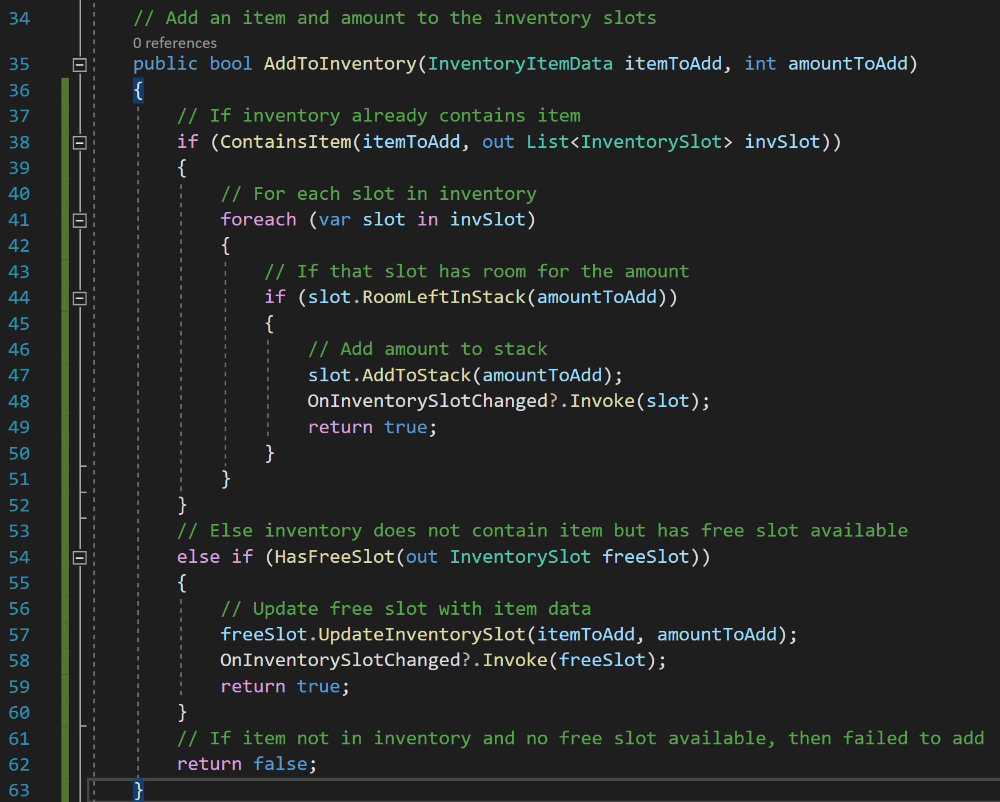 34 // Add an item and amount to the inventory slots
0 references
35 public bool AddToInventory(InventoryItemData itemToAdd, int amountToAdd)
36 {
37 // If inventory already contains item
38 if (ContainsItem(itemToAdd, out List<InventorySlot> invSlot))
39 {
40 // For each slot in inventory
41 foreach (var slot in invSlot)
42 {
43 // If that slot has room for the amount
44 if (slot.RoomLeftInStack(amountToAdd))
45 {
46 // Add amount to stack
47 slot.AddToStack(amountToAdd);
48 OnInventorySlotChanged?.Invoke(slot);
49 return true;
50 }
51 }
52 }
53 // Else inventory does not contain item but has free slot available
54 else if (HasFreeSlot(out InventorySlot freeSlot))
55 {
56 // Update free slot with item data
57 freeSlot.UpdateInventorySlot(itemToAdd, amountToAdd);
58 OnInventorySlotChanged?.Invoke(freeSlot);
59 return true;
60 }
61 // If item not in inventory and no free slot available, then failed to add
62 return false;
63 }